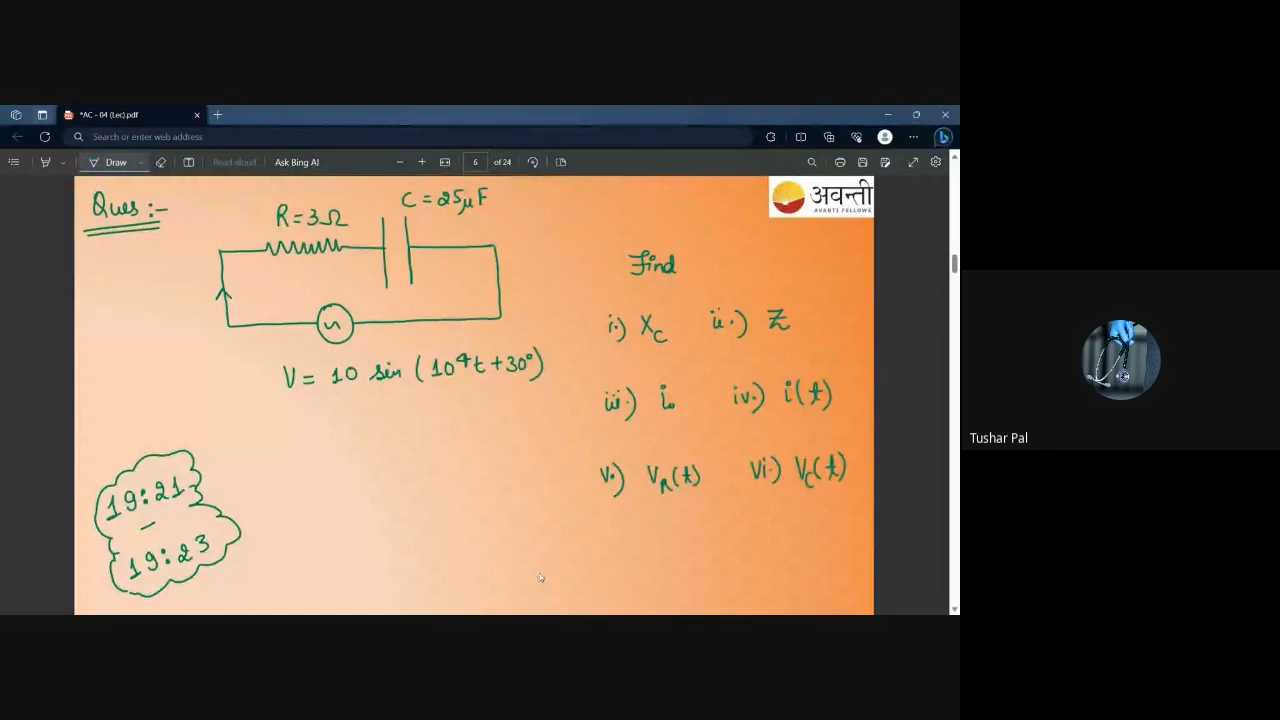 *AC - 04 (Lec).pdf
Search or enter web address
Draw
Read aloud
Ask Bing AI
6 of 24
Ques :-
R = 3Ω
C = 25μF
V = 10 sin (10⁴t + 30°)
अवन्ती
AVANTI FELLOWS
Find
i.) X_C ii.) Z
iii.) i₀ iv.) i(t)
v.) V_R(t) vi.) V_C(t)
19:21
–
19:23
Tushar Pal